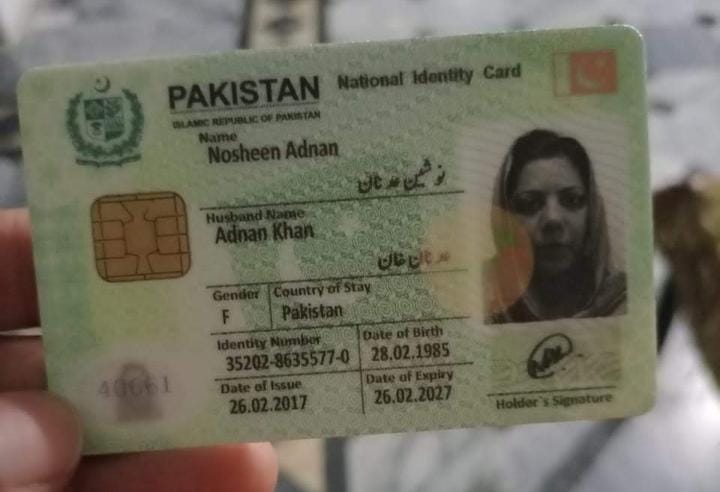 PAKISTAN National Identity Card
ISLAMIC REPUBLIC OF PAKISTAN
Name
Nosheen Adnan
نوشین عدنان
Husband Name
Adnan Khan
عدنان خان
Gender Country of Stay
F Pakistan
Identity Number Date of Birth
35202-8635577-0 28.02.1985
Date of Issue Date of Expiry
26.02.2017 26.02.2027
Holder's Signature